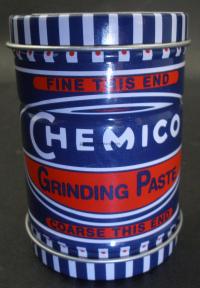 FINE THIS END
CHEMICO
GRINDING PASTE
COARSE THIS END